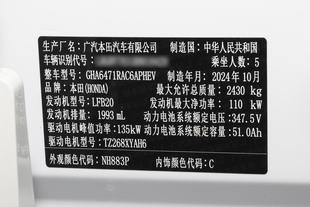 生产厂：广汽本田汽车有限公司 制造国：中华人民共和国
车辆识别代号： 乘坐人数：5
整车型号：GHA6471RAC6APHEV 制造年月：2024年10月
品牌：本田(HONDA) 最大允许总质量：2430 kg
发动机型号：LFB20 发动机最大净功率：110 kW
发动机排量：1993 mL 动力电池系统额定电压：347.5V
驱动电机峰值功率：135kW 动力电池系统额定容量：51.0Ah
驱动电机型号：TZ268XYAH6
外观颜色代码：NH883P 内饰颜色代码：C